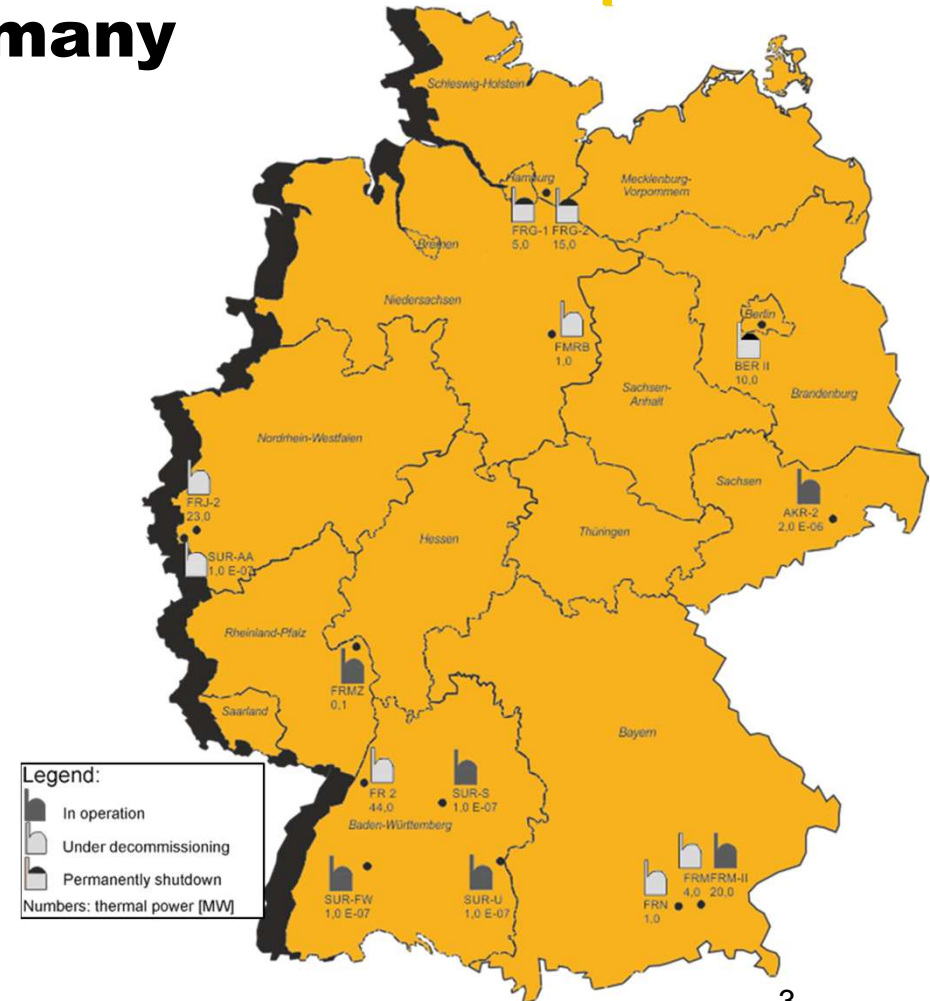 many
Schleswig-Holstein
Hamburg
Mecklenburg-
Vorpommern
FRG-1 FRG-2
5,0 15,0
Bremen
Niedersachsen
FMRB
1,0
Berlin
BER II
10,0
Sachsen-
Anhalt
Brandenburg
Nordrhein-Westfalen
FRJ-2
23,0
Sachsen
AKR-2
2,0 E-06
Hessen
Thüringen
SUR-AA
1,0 E-07
Rheinland-Pfalz
FRMZ
0,1
Saarland
Bayern
FR 2
44,0
SUR-S
1,0 E-07
Baden-Württemberg
SUR-FW
1,0 E-07
SUR-U
1,0 E-07
FRM FRM-II
4,0 20,0
FRN
1,0
Legend:
In operation
Under decommissioning
Permanently shutdown
Numbers: thermal power [MW]
3